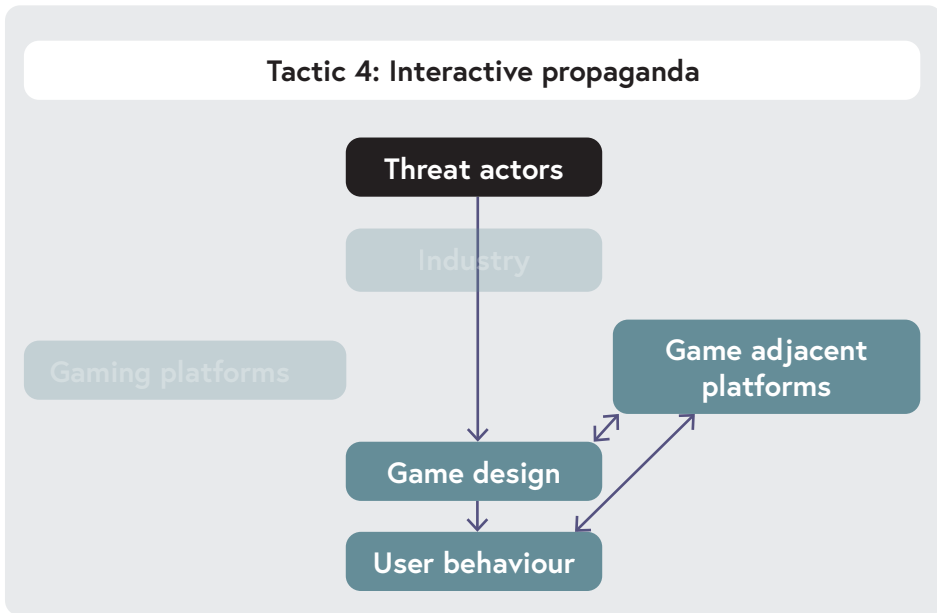 Tactic 4: Interactive propaganda
Threat actors
Industry
Game adjacent
platforms
Gaming platforms
Game design
User behaviour